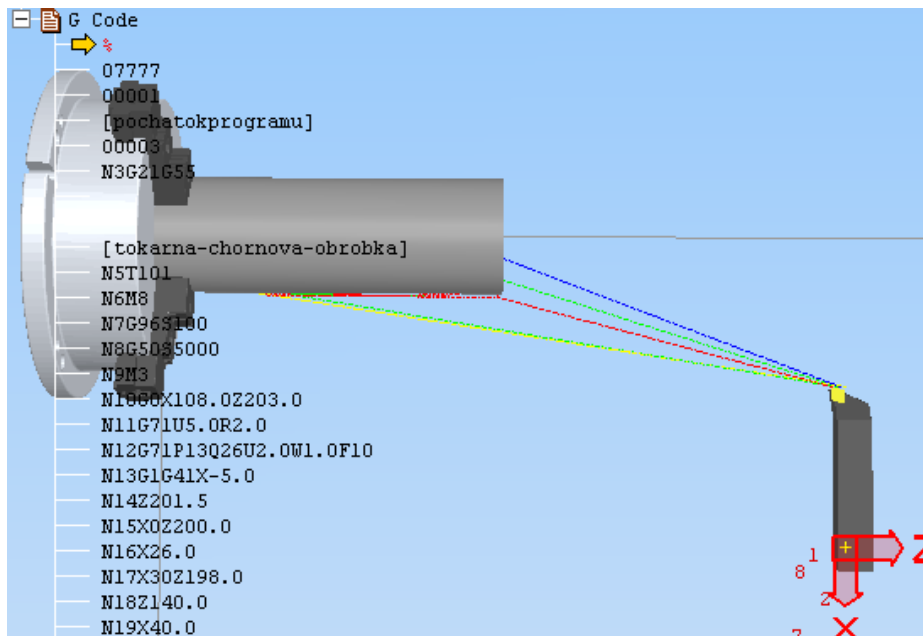 G Code
%
O7777
O0001
[pochatokprogramu]
O0003
N3G21G55
[tokarna-chornova-obrobka]
N5T101
N6M8
N7G96S100
N8G50S5000
N9M3
N10G0X108.0Z203.0
N11G71U5.0R2.0
N12G71P13Q26U2.0W1.0F10
N13G1G41X-5.0
N14Z201.5
N15X0Z200.0
N16X26.0
N17X30Z198.0
N18Z140.0
N19X40.0
1
Z
8
2
7
X